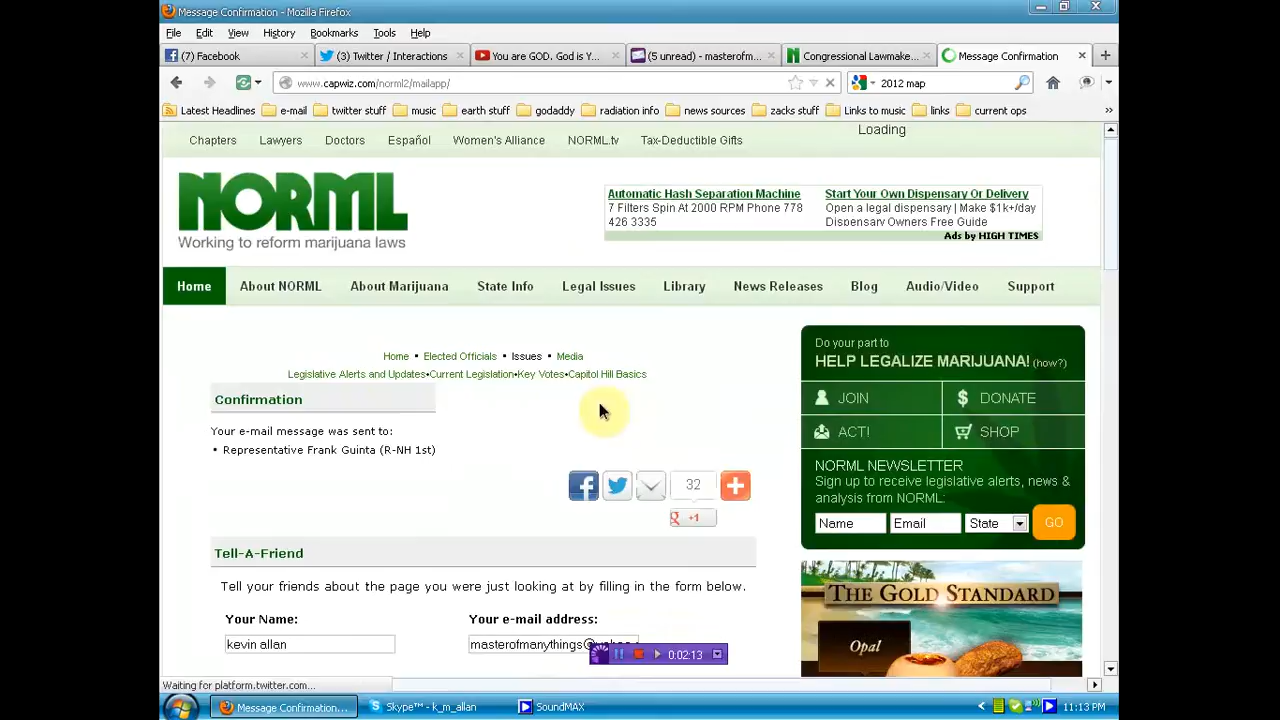 Message Confirmation - Mozilla Firefox
File Edit View History Bookmarks Tools Help
(7) Facebook
(3) Twitter / Interactions
You are GOD. God is Y...
(5 unread) - masterofm...
Congressional Lawmake...
Message Confirmation
www.capwiz.com/norml2/mailapp/
2012 map
Latest Headlines e-mail twitter stuff music earth stuff godaddy radiation info news sources zacks stuff Links to music links current ops »
Loading
Chapters Lawyers Doctors Español Women's Alliance NORML.tv Tax-Deductible Gifts
NORML
Working to reform marijuana laws
Automatic Hash Separation Machine
7 Filters Spin At 2000 RPM Phone 778
426 3335
Start Your Own Dispensary Or Delivery
Open a legal dispensary | Make $1k+/day
Dispensary Owners Free Guide
Ads by HIGH TIMES
Home About NORML About Marijuana State Info Legal Issues Library News Releases Blog Audio/Video Support
Home • Elected Officials • Issues • Media
Legislative Alerts and Updates•Current Legislation•Key Votes•Capitol Hill Basics
Confirmation
Your e-mail message was sent to:
• Representative Frank Guinta (R-NH 1st)
32
+1
Tell-A-Friend
Tell your friends about the page you were just looking at by filling in the form below.
Your Name:
Your e-mail address:
kevin allan
masterofmanythings@yahoo
Do your part to
HELP LEGALIZE MARIJUANA! (how?)
JOIN
$ DONATE
ACT!
SHOP
NORML NEWSLETTER
Sign up to receive legislative alerts, news &
analysis from NORML:
Name Email State GO
THE GOLD STANDARD
Opal
0:02:13
Waiting for platform.twitter.com...
Message Confirmation...
Skype™ - k_m_allan
SoundMAX
11:13 PM